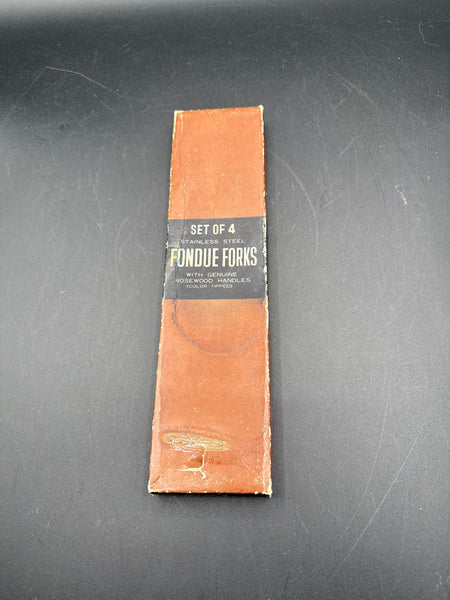 SET OF 4
STAINLESS STEEL
FONDUE FORKS
WITH GENUINE
ROSEWOOD HANDLES
(COLOR TIPPED)